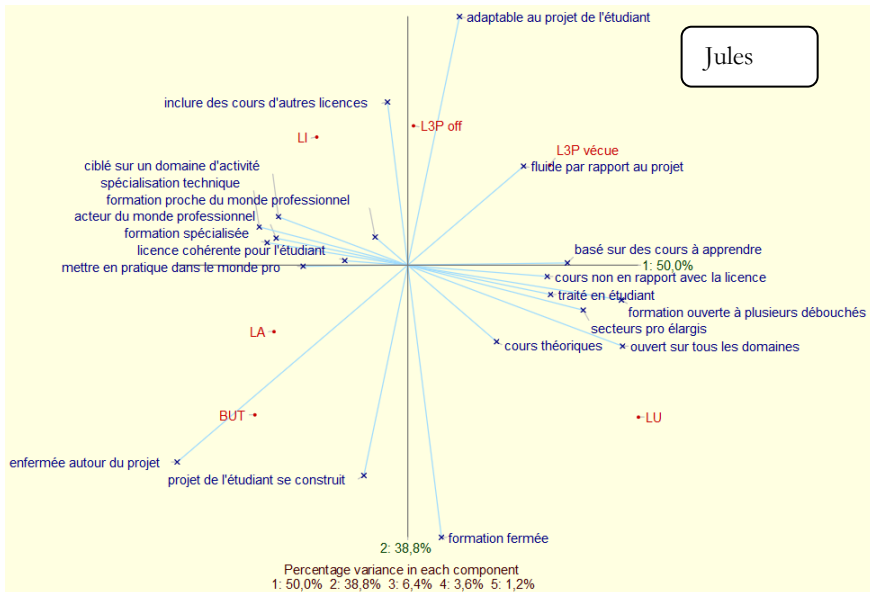 adaptable au projet de l'étudiant
Jules
inclure des cours d'autres licences
L3P off
LI
L3P vécue
ciblé sur un domaine d'activité
fluide par rapport au projet
spécialisation technique
formation proche du monde professionnel
acteur du monde professionnel
formation spécialisée
licence cohérente pour l'étudiant
basé sur des cours à apprendre
mettre en pratique dans le monde pro
1: 50,0%
cours non en rapport avec la licence
traité en étudiant
formation ouverte à plusieurs débouchés
secteurs pro élargis
LA
cours théoriques
ouvert sur tous les domaines
BUT
LU
enfermée autour du projet
projet de l'étudiant se construit
formation fermée
2: 38,8%
Percentage variance in each component
1: 50,0% 2: 38,8% 3: 6,4% 4: 3,6% 5: 1,2%